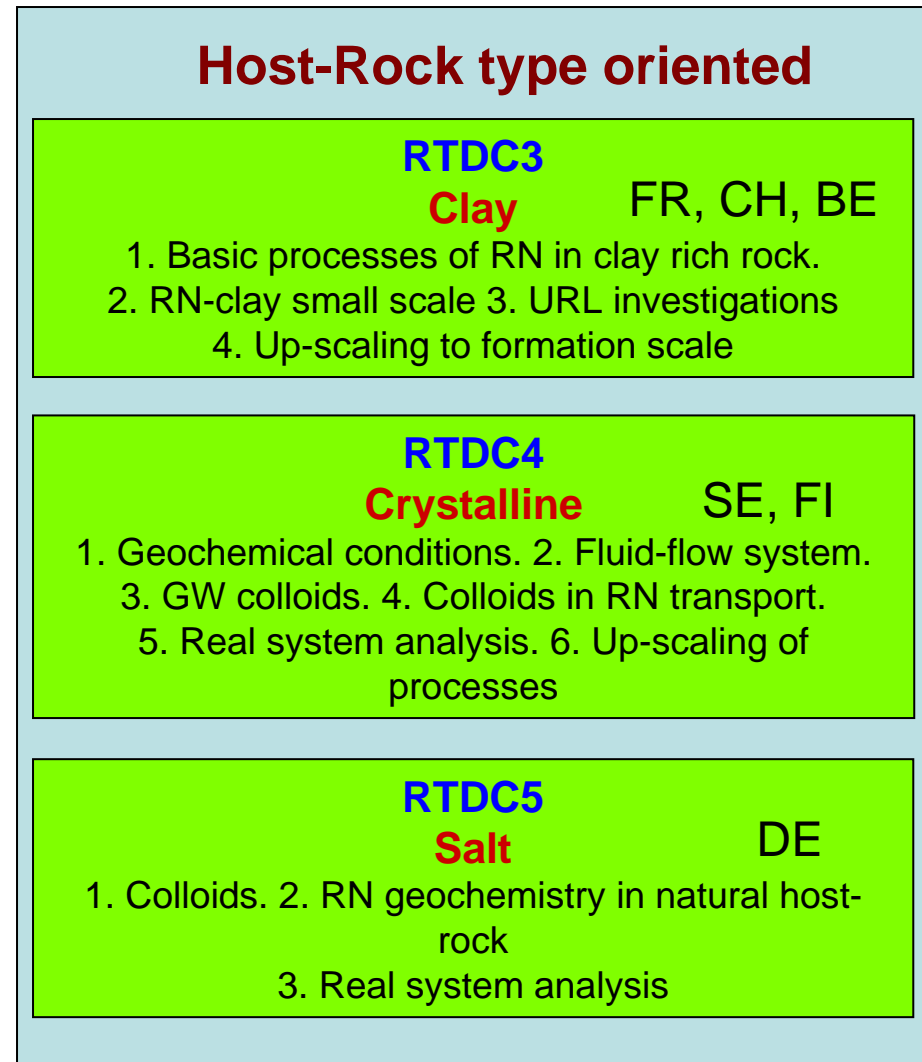 Host-Rock type oriented
RTDC3
Clay FR, CH, BE
1. Basic processes of RN in clay rich rock.
2. RN-clay small scale 3. URL investigations
4. Up-scaling to formation scale
RTDC4
Crystalline SE, FI
1. Geochemical conditions. 2. Fluid-flow system.
3. GW colloids. 4. Colloids in RN transport.
5. Real system analysis. 6. Up-scaling of
processes
RTDC5
Salt DE
1. Colloids. 2. RN geochemistry in natural host-
rock
3. Real system analysis